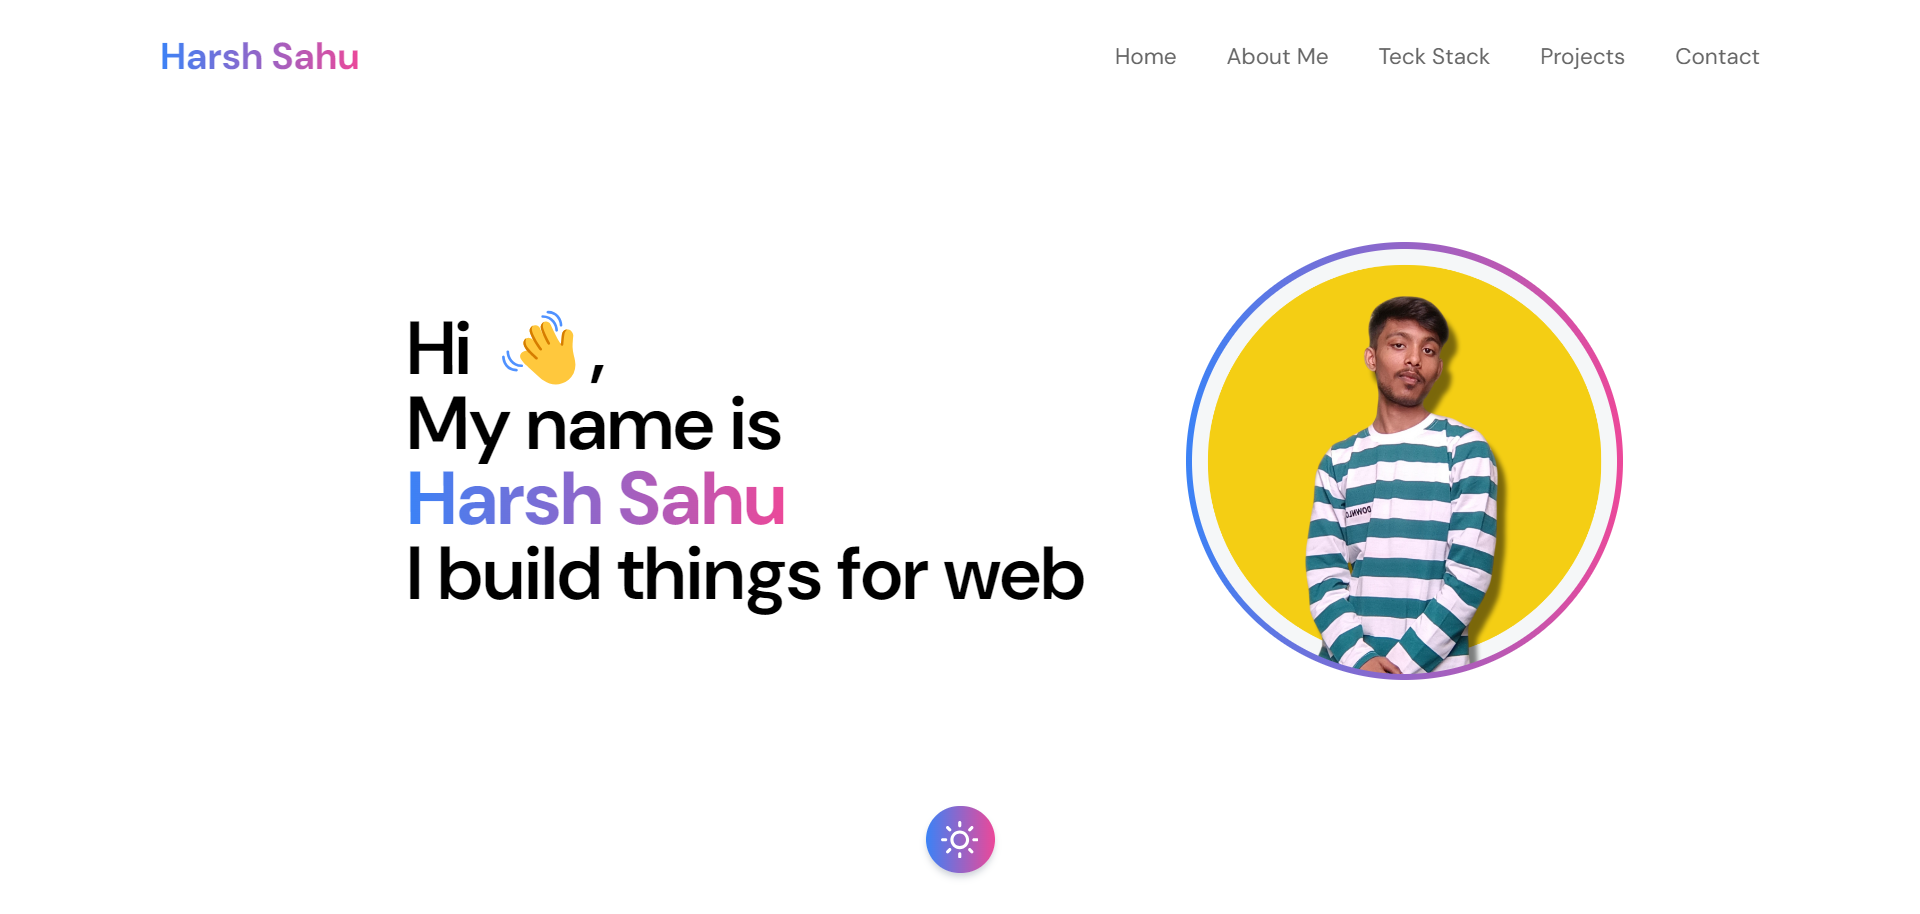 Harsh Sahu
Home About Me Teck Stack Projects Contact
Hi 👋,
My name is
Harsh Sahu
I build things for web